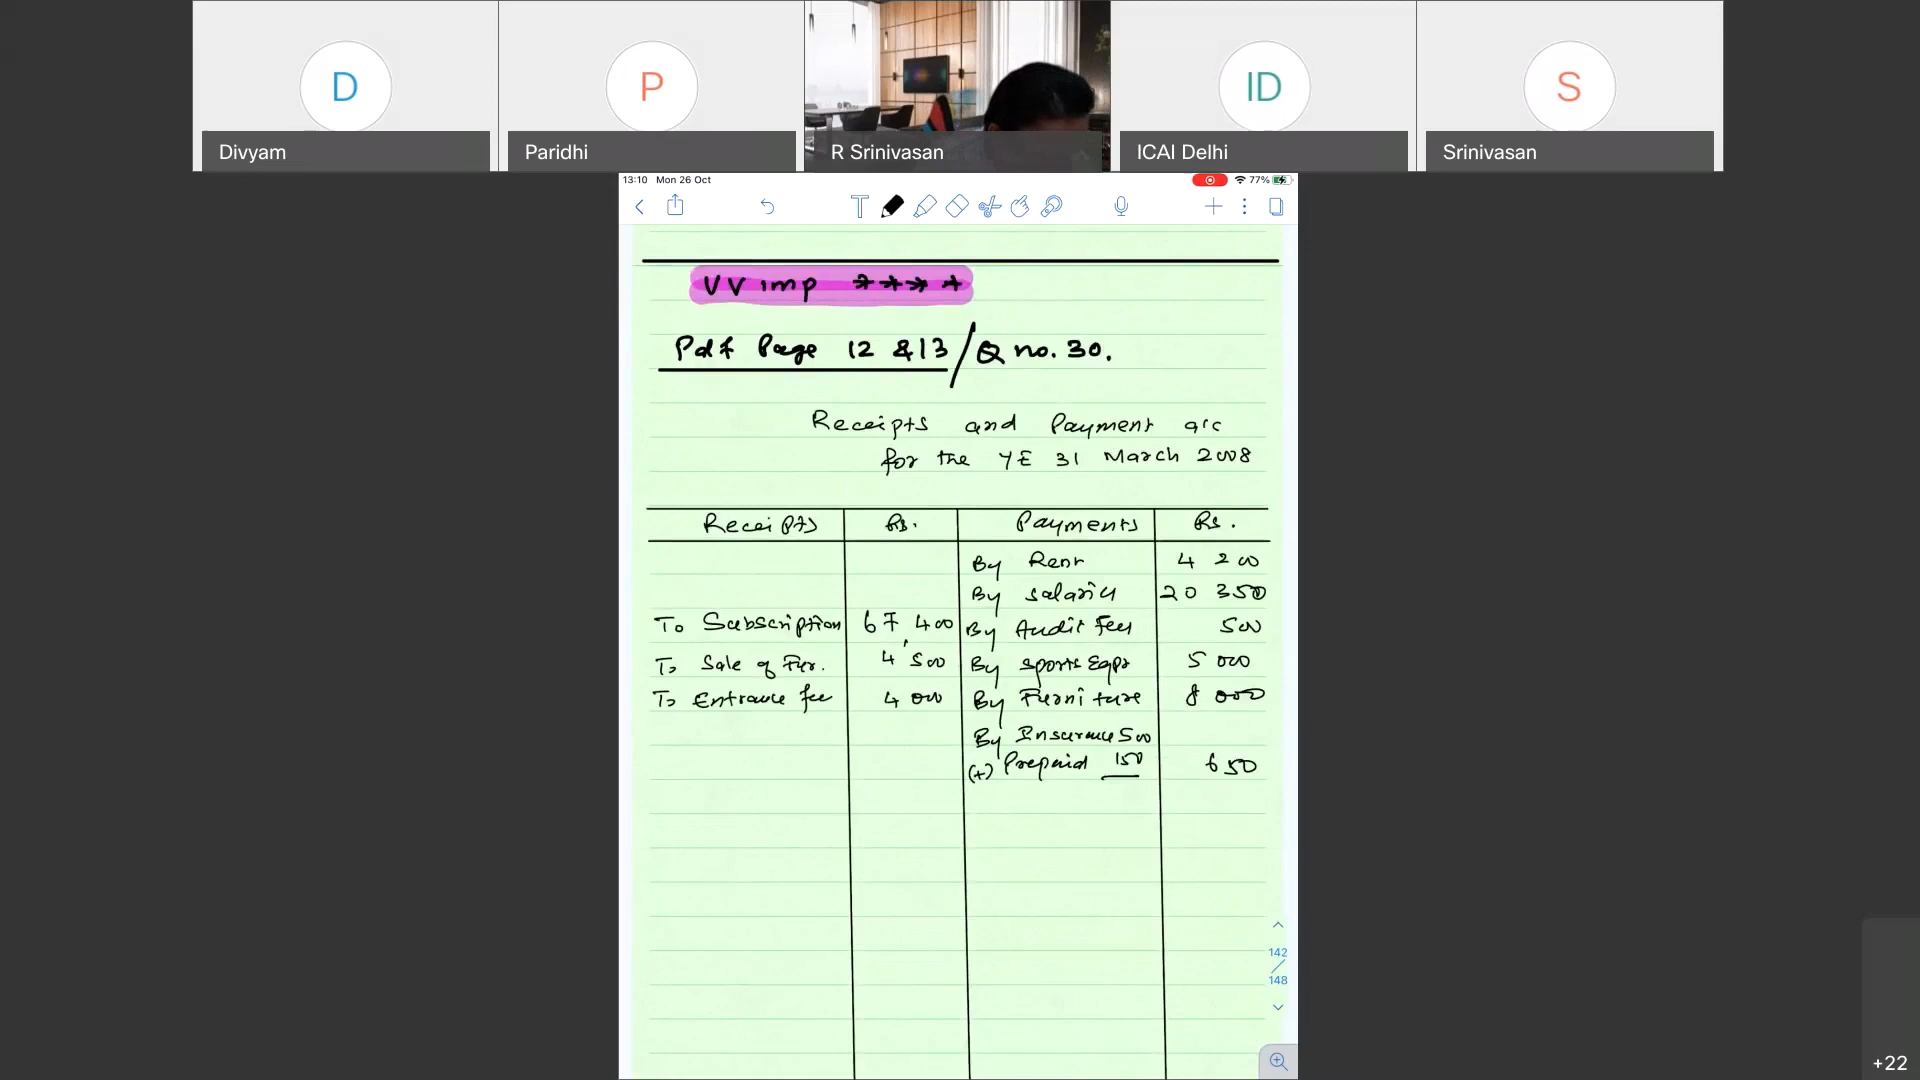 D
P
ID
S
Divyam
Paridhi
R Srinivasan
ICAI Delhi
Srinivasan
13:10 Mon 26 Oct
77%
VV imp ****
Pdf Page 12 & 13 / Q no. 30.
Receipts and Payment a/c
for the YE 31 March 2008
Receipts Rs. Payments Rs.
By Rent 4 200
By Salaries 20 350
To Subscription 67,400 By Audit Fees 500
To Sale of Fur. 4 500 By Sports Eqpt 5 000
To Entrance fee 4 000 By Furniture 8 000
By Insurance 500
(+) Prepaid 150 650
142
148
+22